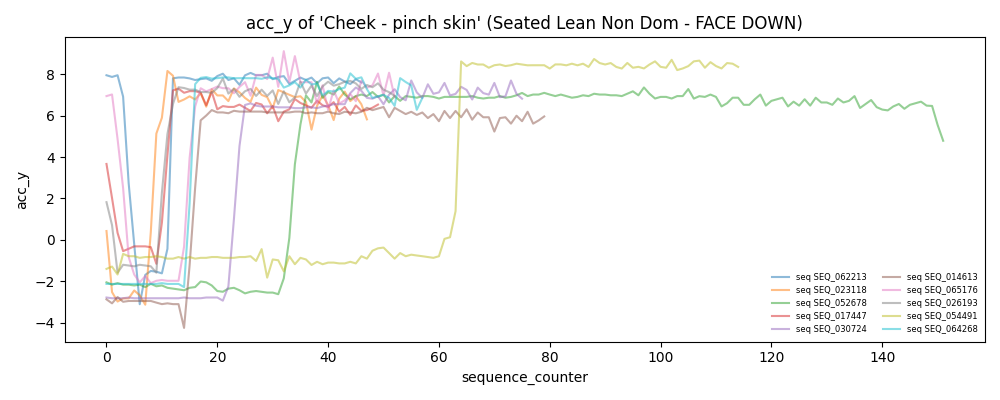 acc_y of 'Cheek - pinch skin' (Seated Lean Non Dom - FACE DOWN)
acc_y
8
6
4
2
0
−2
−4
0 20 40 60 80 100 120 140
sequence_counter
seq SEQ_062213
seq SEQ_023118
seq SEQ_052678
seq SEQ_017447
seq SEQ_030724
seq SEQ_014613
seq SEQ_065176
seq SEQ_026193
seq SEQ_054491
seq SEQ_064268